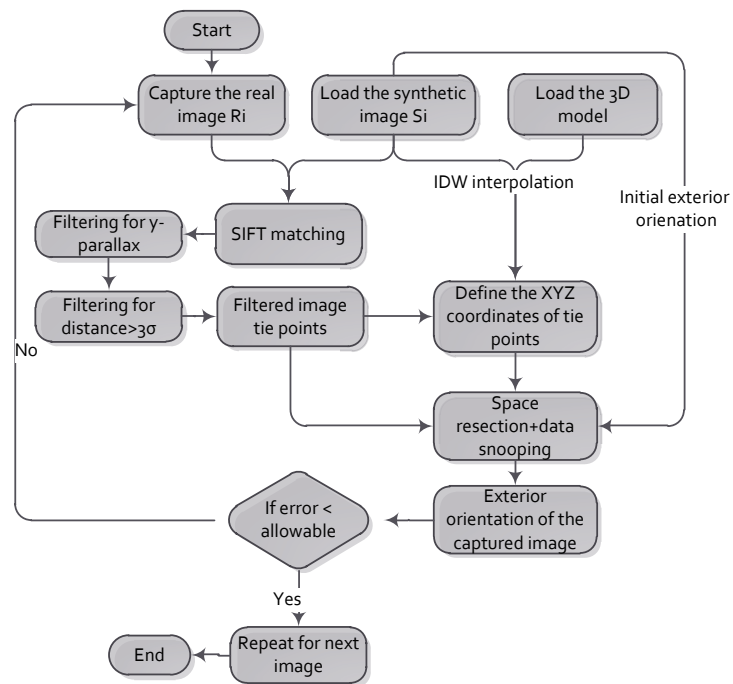 Start
Capture the real
image Ri
Load the synthetic
image Si
Load the 3D
model
IDW interpolation
Initial exterior
orienation
Filtering for y-
parallax
SIFT matching
Filtering for
distance>3σ
Filtered image
tie points
Define the XYZ
coordinates of tie
points
No
Space
resection+data
snooping
If error <
allowable
Exterior
orientation of the
captured image
Yes
End
Repeat for next
image